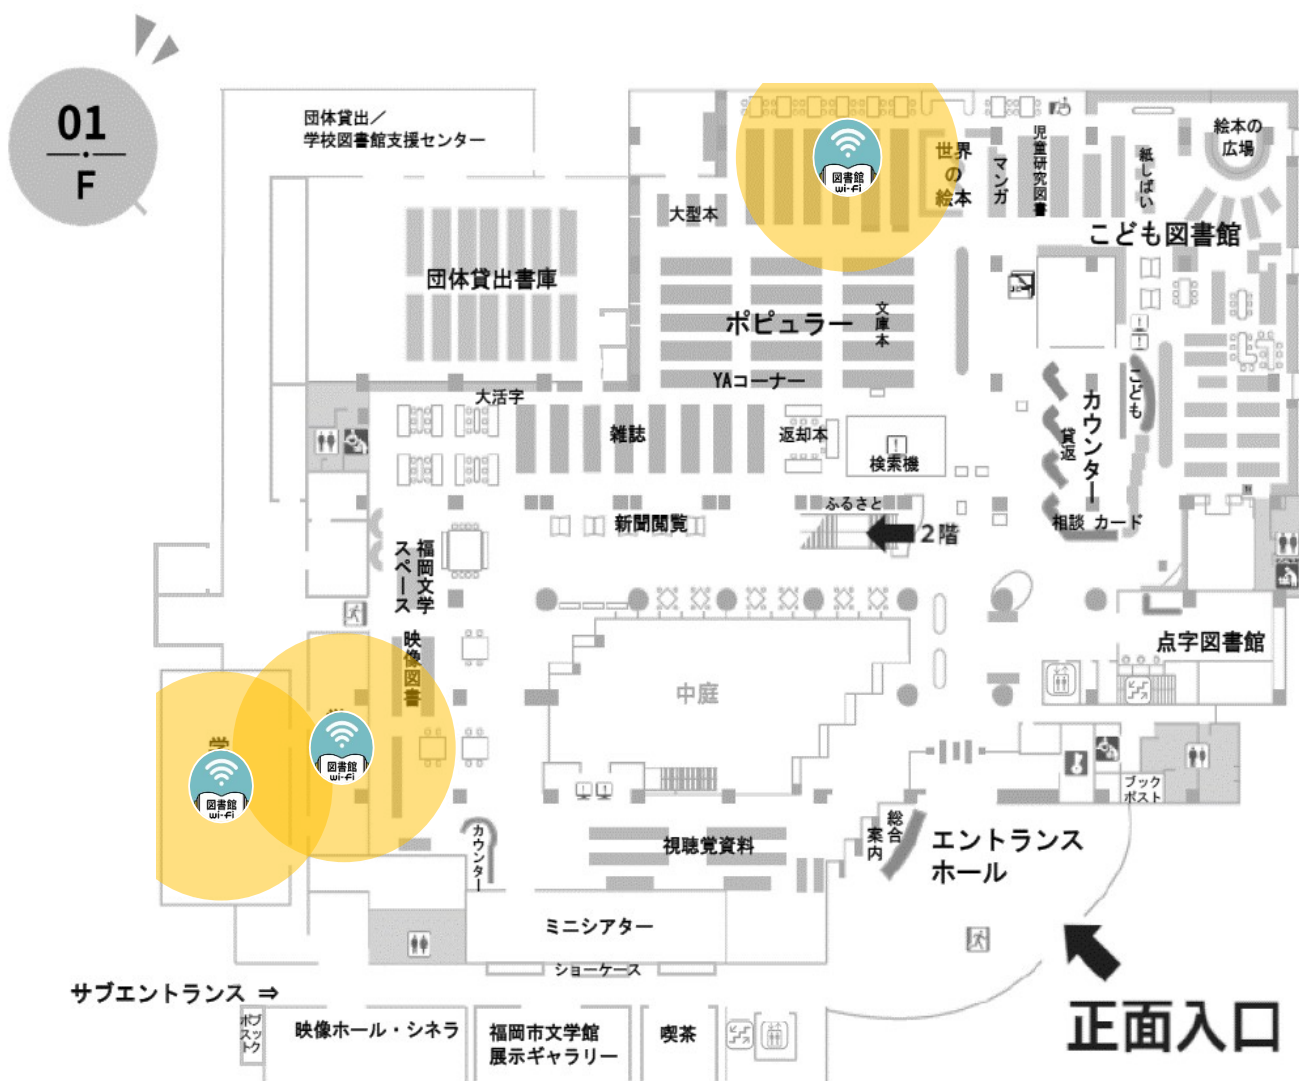 01
F
団体貸出／
学校図書館支援センター
団体貸出書庫
大型本
図書館
wi-fi
世界の絵本
マンガ
児童研究図書
紙しばい
絵本の
広場
こども図書館
ポピュラー
文庫本
YAコーナー
大活字
雑誌
返却本
検索機
こども
カウンター
貸返
相談 カード
ふるさと
2階
新聞閲覧
福岡文学
スペース
映像図書
中庭
点字図書館
学
図書館
wi-fi
学
図書館
wi-fi
ブック
ポスト
カウンター
視聴覚資料
総合
案内
エントランス
ホール
ミニシアター
ショーケース
サブエントランス ⇒
正面入口
ブック
ポスト
映像ホール・シネラ
福岡市文学館
展示ギャラリー
喫茶